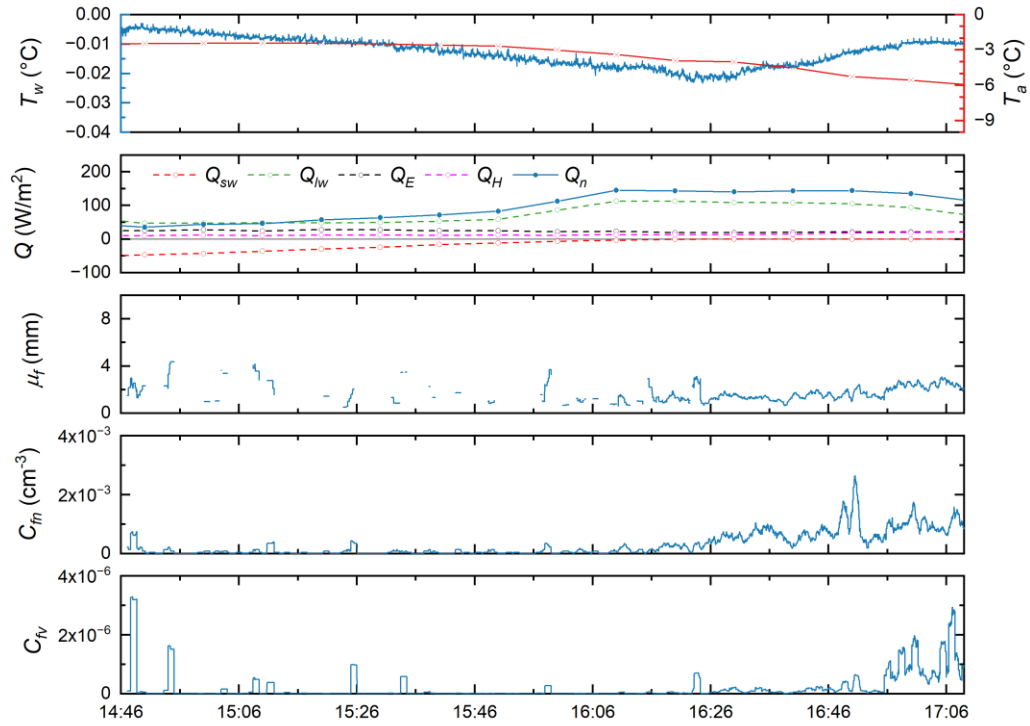 0.00
−0.01
−0.02
−0.03
−0.04
T_w (°C)
0
−3
−6
−9
T_a (°C)
Q_sw Q_lw Q_E Q_H Q_n
200
100
0
−100
Q (W/m²)
8
4
0
μ_f (mm)
4x10⁻³
2x10⁻³
0
C_fn (cm⁻³)
4x10⁻⁶
2x10⁻⁶
0
C_fv
14:46 15:06 15:26 15:46 16:06 16:26 16:46 17:06